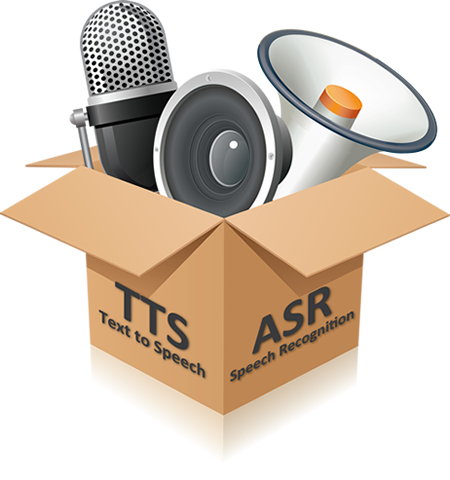 TTS
Text to Speech
ASR
Speech Recognition